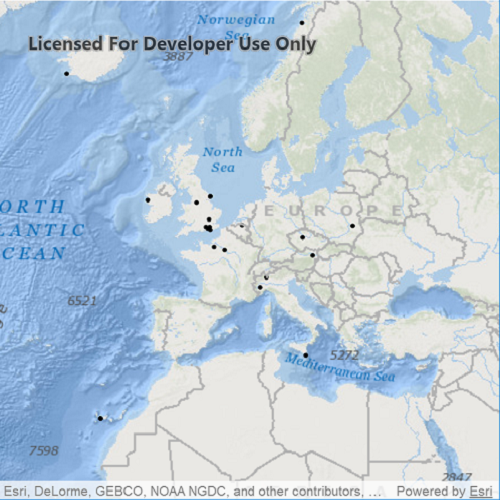 Norwegian
Sea
Licensed For Developer Use Only
3887
North
Sea
ORTH
LANTIC
CEAN
EUROPE
6521
5272
Mediterranean Sea
7598
2847
Esri, DeLorme, GEBCO, NOAA NGDC, and other contributors, ...
Powered by Esri